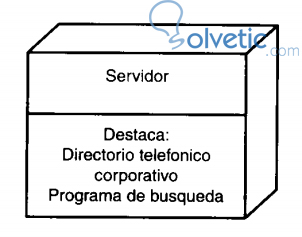 Solvetic
.com
Servidor
Destaca:
Directorio telefonico
corporativo
Programa de busqueda